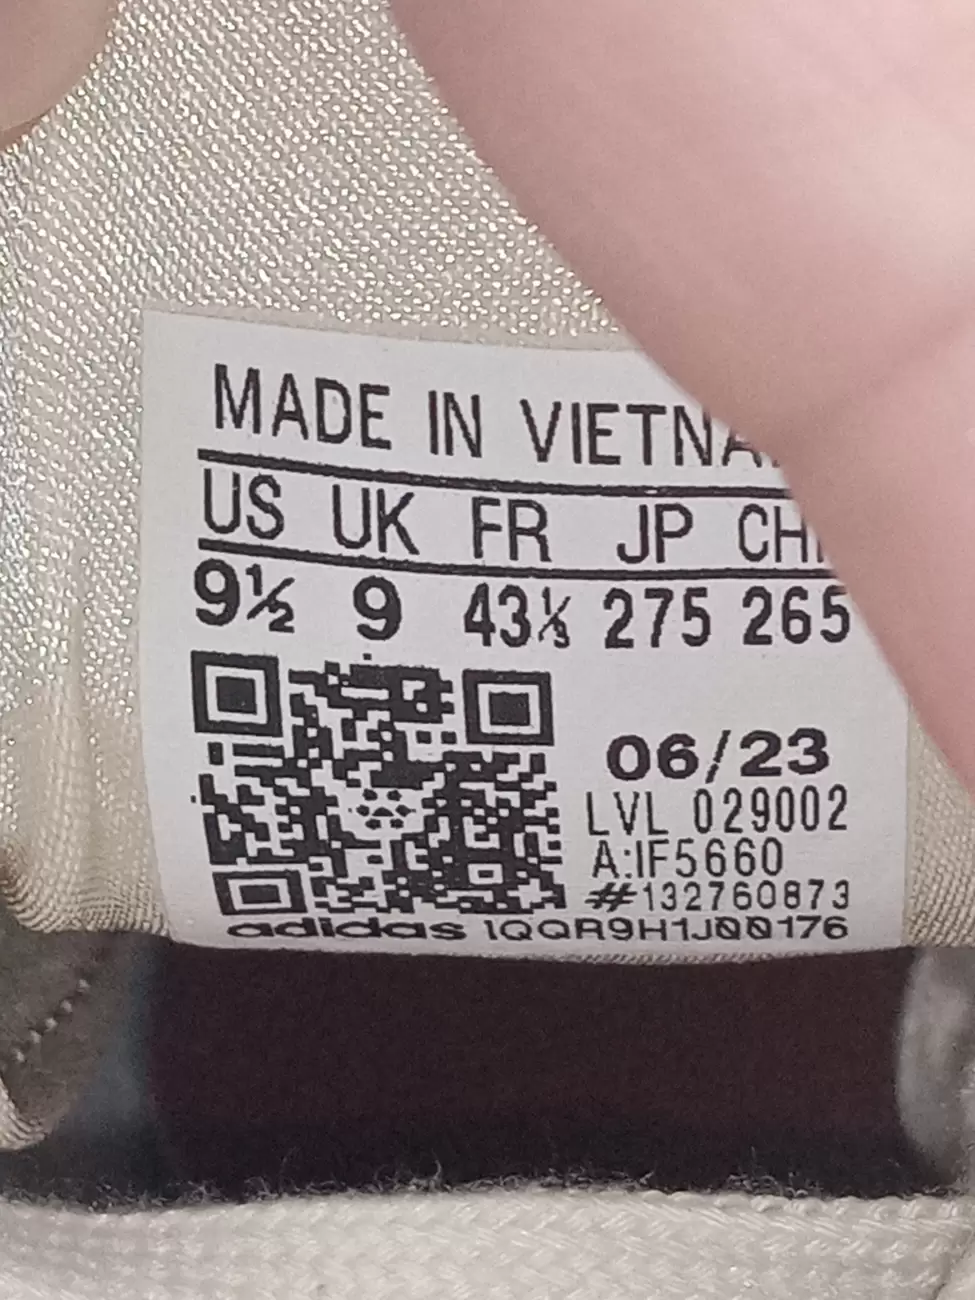 MADE IN VIETNA
US UK FR JP CH
9½ 9 43⅓ 275 265
06/23
LVL 029002
A:IF5660
#132760873
adidas 1QQR9H1J00176